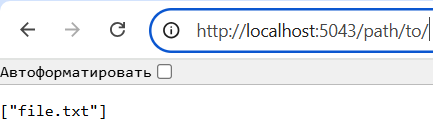 http://localhost:5043/path/to/
Автоформатировать
["file.txt"]